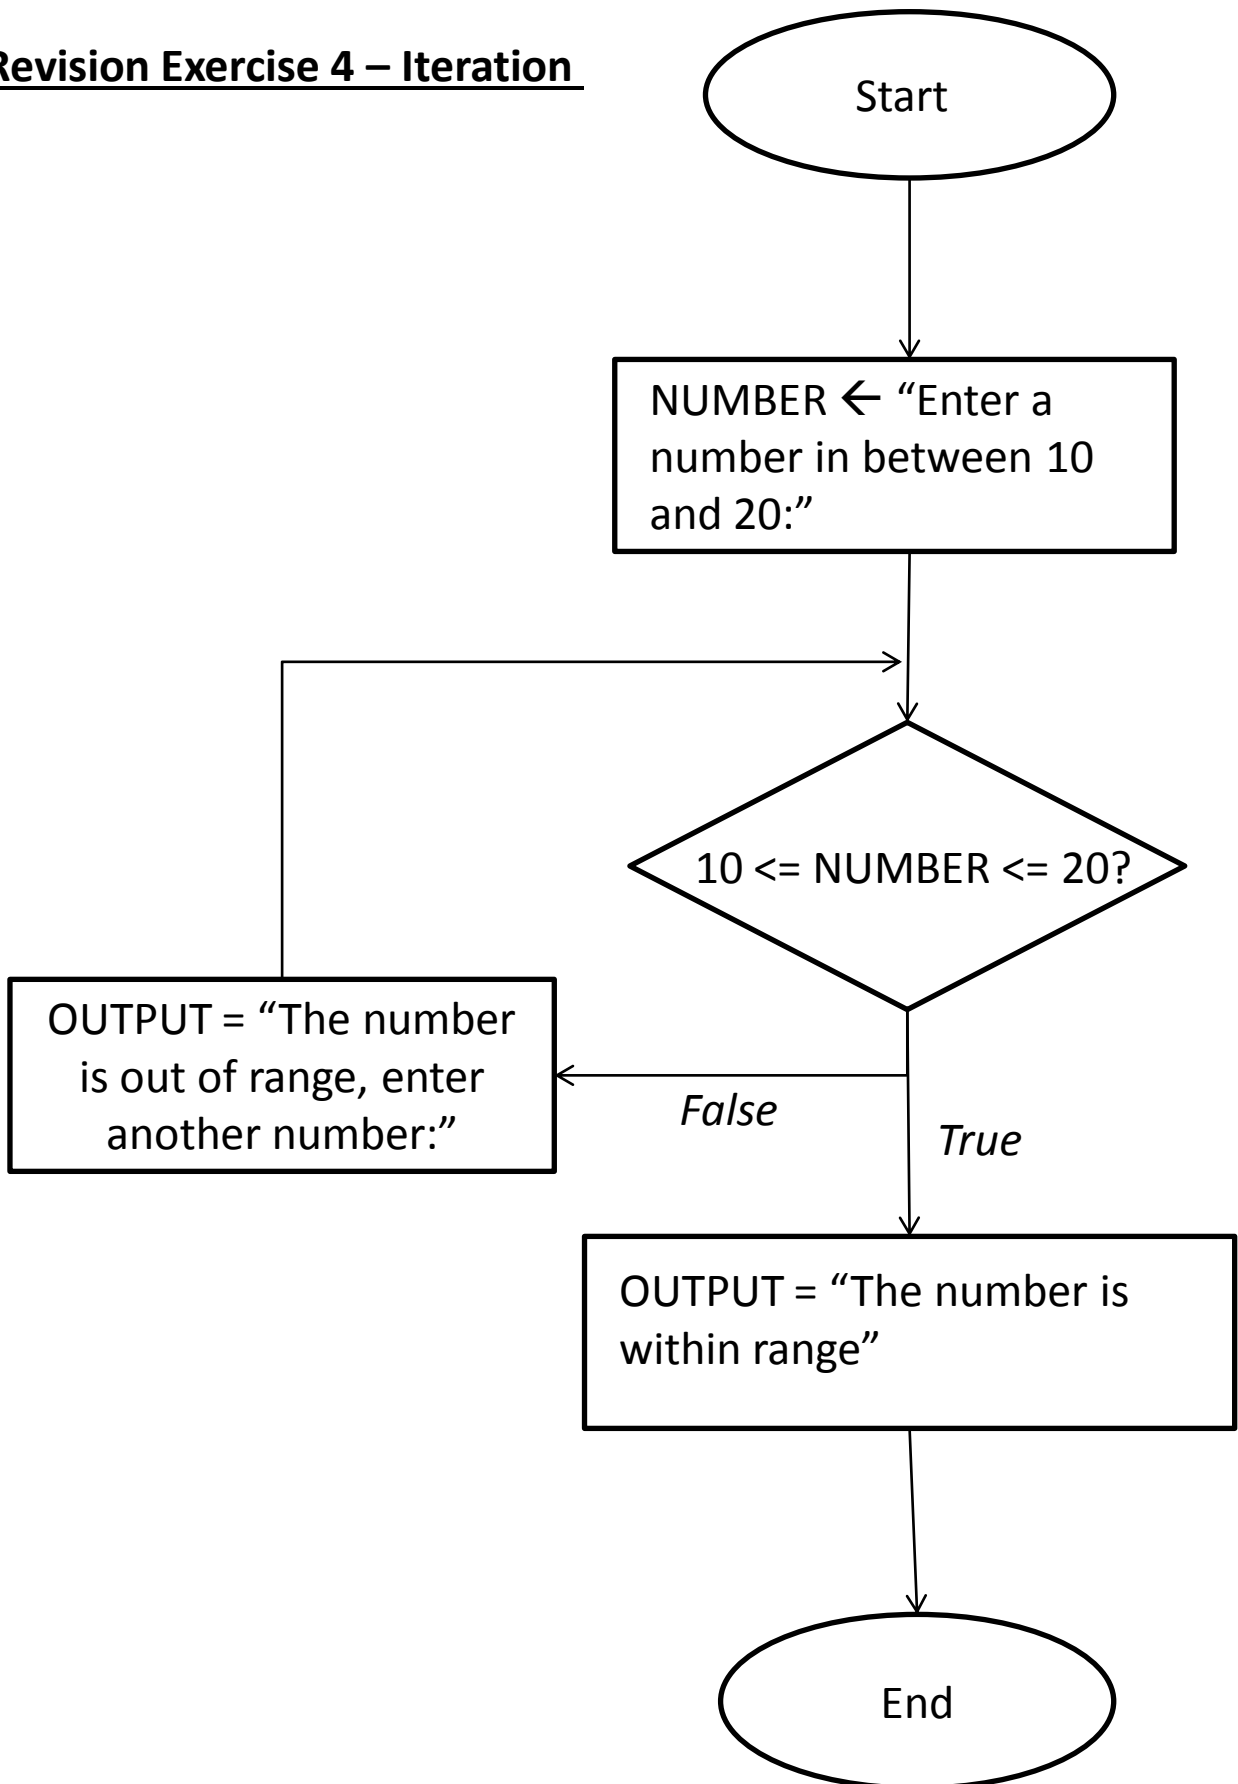 Revision Exercise 4 – Iteration
Start
NUMBER ← “Enter a
number in between 10
and 20:”
10 <= NUMBER <= 20?
OUTPUT = “The number
is out of range, enter
another number:”
False
True
OUTPUT = “The number is
within range”
End